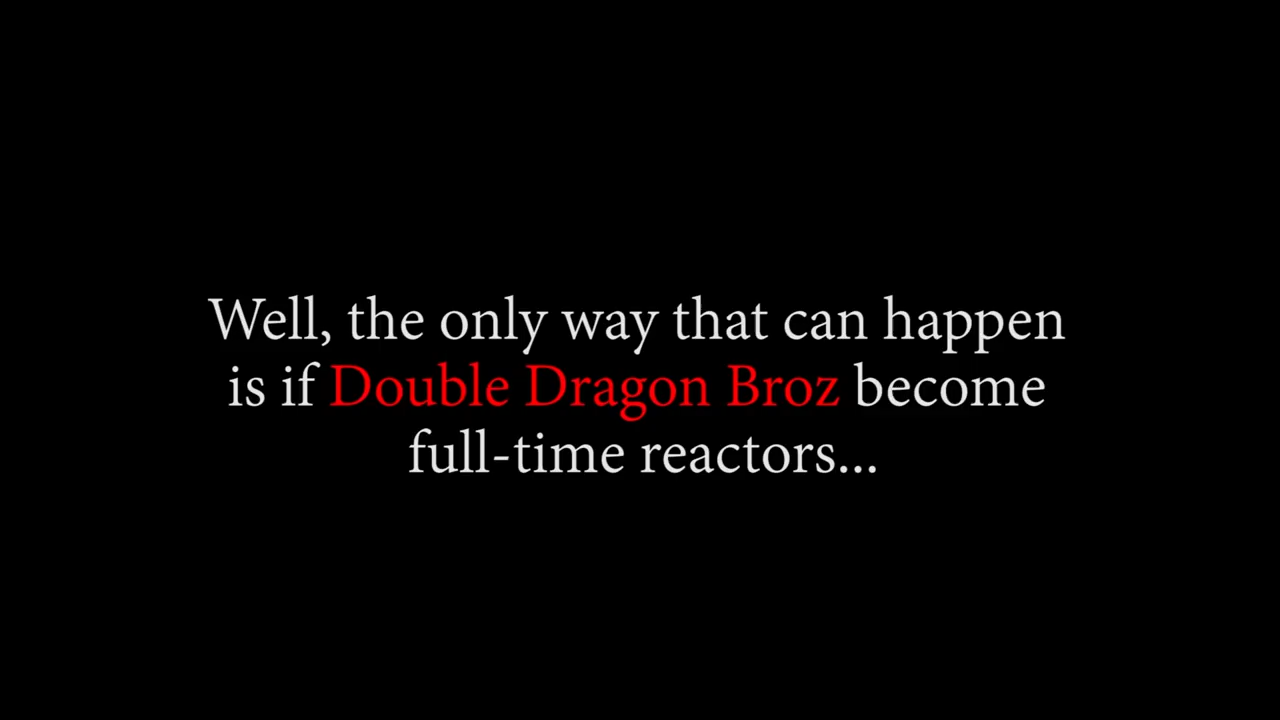 Well, the only way that can happen
is if Double Dragon Broz become
full-time reactors...